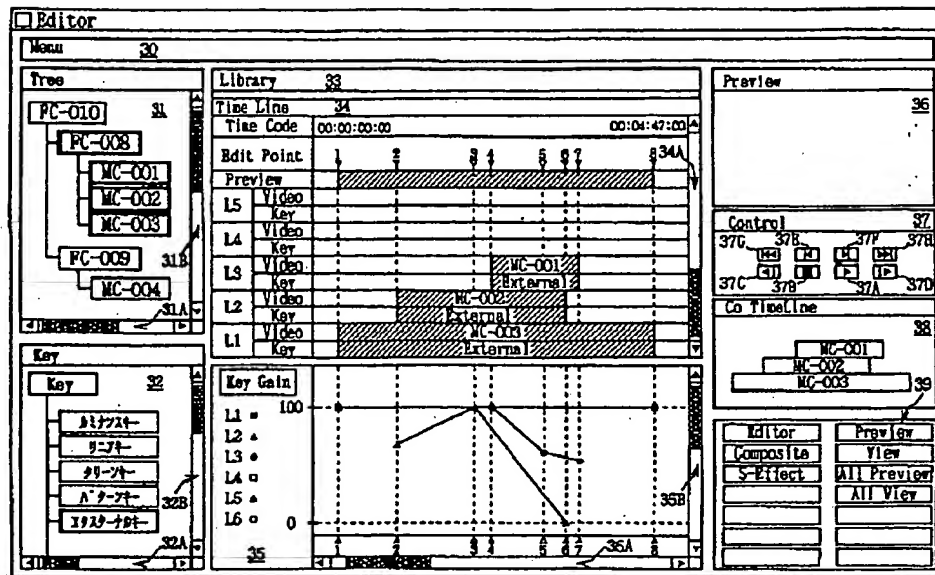 Editor
Menu 30
Tree
31
FC-010
FC-008
MC-001
MC-002
MC-003
FC-009
MC-004
31B
31A
Key
32
Key
ルミナンスキー
リニアキー
クリーンキー
パターンキー
エクスターナルキー
32B
32A
Library 33
Time Line 34
Time Code 00:00:00:00 00:04:47:00
Edit Point 1 2 3 4 5 6 7 8
34A
Preview
L5 Video
Key
L4 Video
Key
L3 Video MC-001
Key External
L2 Video MC-002
Key External
L1 Video MC-003
Key External
Key Gain
L1
L2
L3
L4
L5
L6
100
0
35
1 2 3 4 5 6 7 8
35B
35A
Preview
36
Control 37
37G 37E 37F 37H
37C 37B 37A 37D
Co TimeLine
38
MC-001
MC-002
MC-003
39
Editor Preview
Composite View
S-Effect All Preview
All View